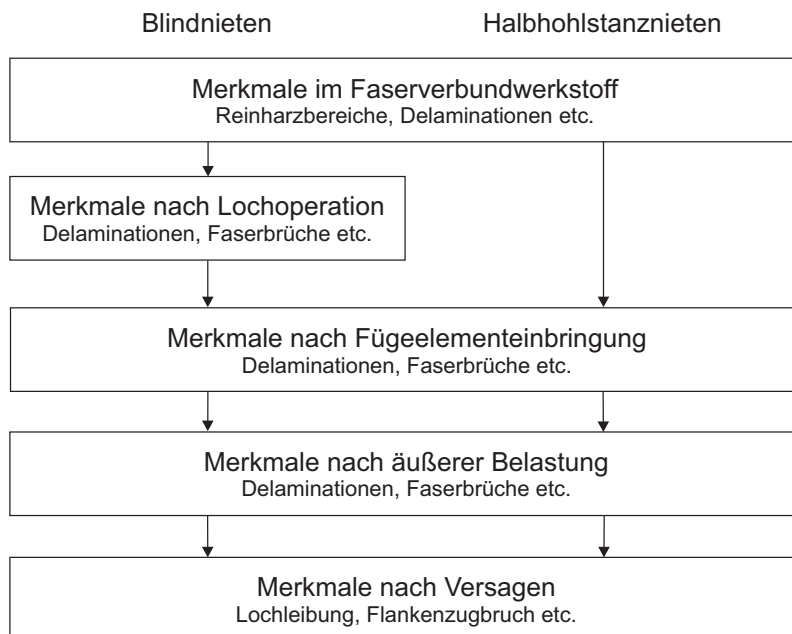 Blindnieten Halbhohlstanznieten
Merkmale im Faserverbundwerkstoff
Reinharzbereiche, Delaminationen etc.
Merkmale nach Lochoperation
Delaminationen, Faserbrüche etc.
Merkmale nach Fügeelementeinbringung
Delaminationen, Faserbrüche etc.
Merkmale nach äußerer Belastung
Delaminationen, Faserbrüche etc.
Merkmale nach Versagen
Lochleibung, Flankenzugbruch etc.